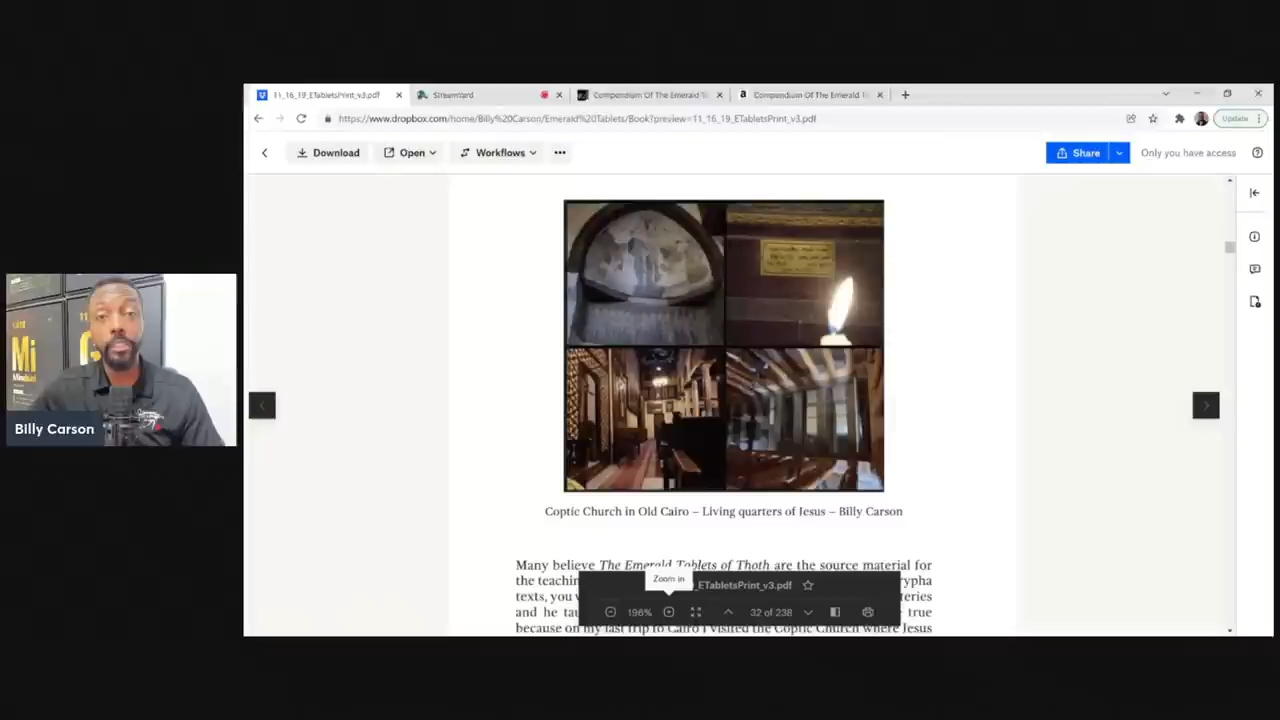 11_16_19_ETabletsPrint_v3.pdf
StreamYard
Compendium Of The Emerald
Compendium Of The Emerald
https://www.dropbox.com/home/Billy%20Carson/Emerald%20Tablets/Book?preview=11_16_19_ETabletsPrint_v3.pdf
Update
Download
Open
Workflows
Share
Only you have access
Mi
Billy Carson
Coptic Church in Old Cairo – Living quarters of Jesus – Billy Carson
Many believe The Emerald Tablets of Thoth are the source material for
the
texts, you
and he true
because on my last trip to Cairo I visited the Coptic Church where Jesus
Zoom in
_ETabletsPrint_v3.pdf
196%
32 of 238